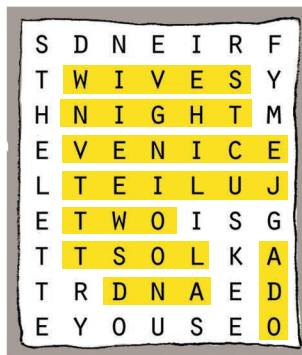 S D N E I R F
T W I V E S Y
H N I G H T M
E V E N I C E
L T E I L U J
E T W O I S G
T T S O L K A
T R D N A E D
E Y O U S E O